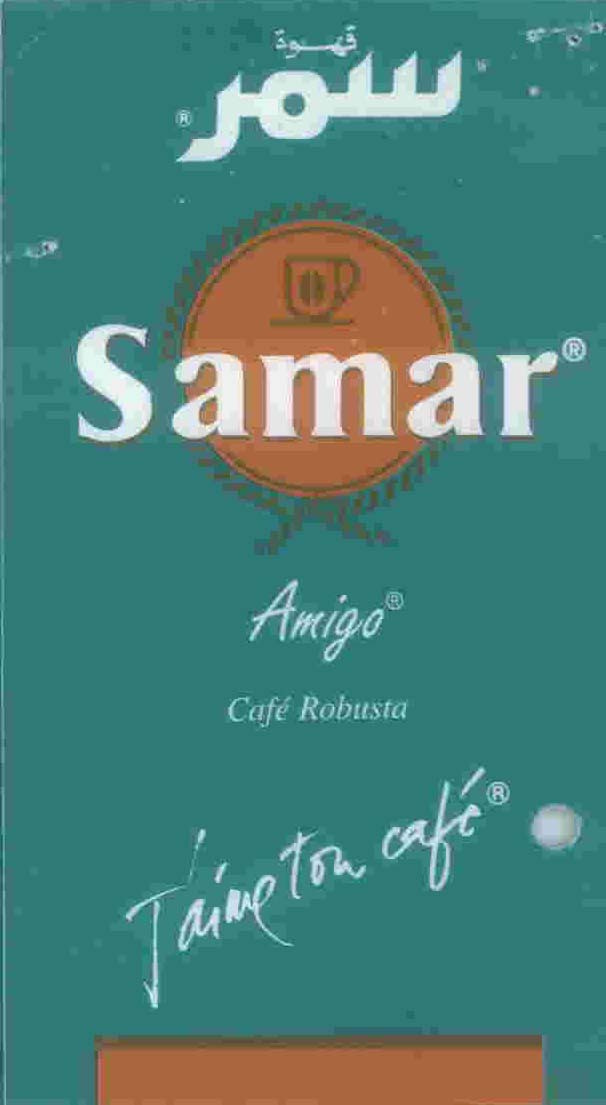 قهوة
سمر®
Samar®
Amigo®
Café Robusta
J'aime ton café®